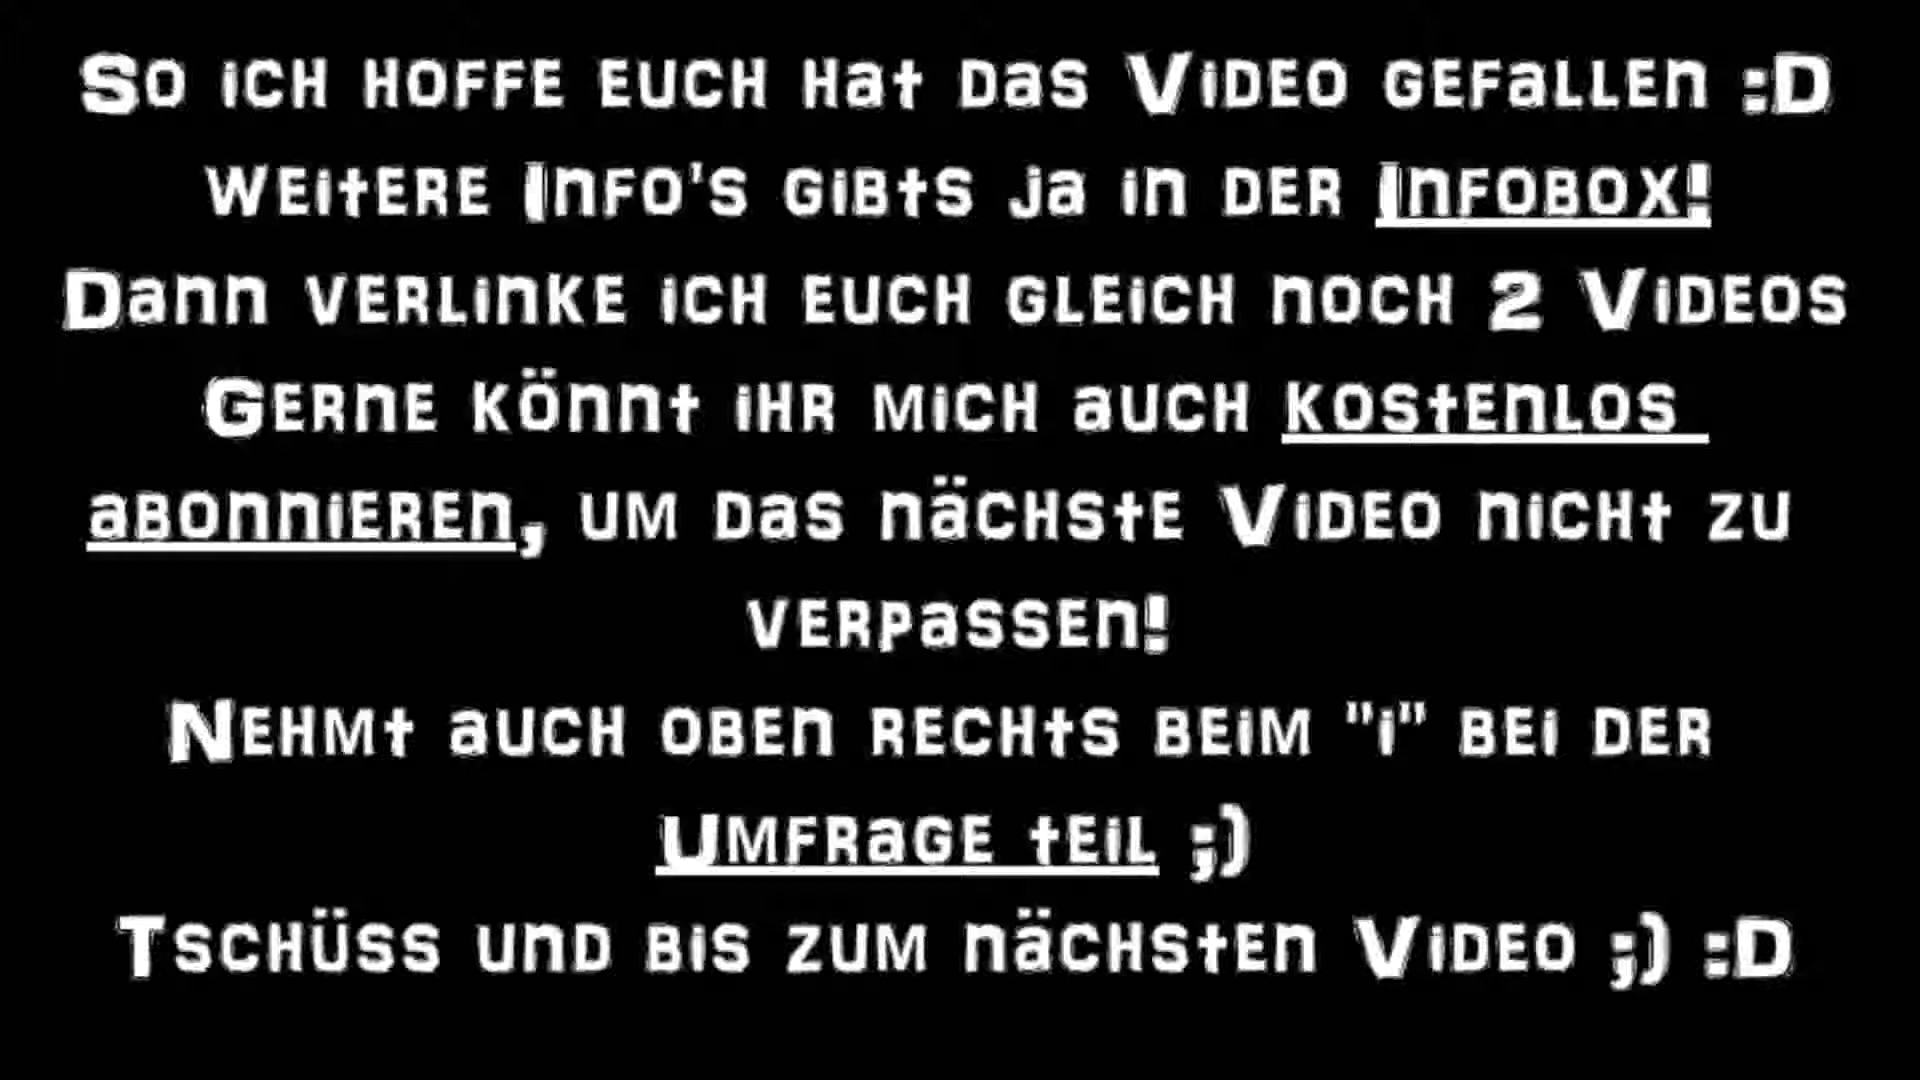 So ich hoffe euch hat das Video gefallen :D
weitere Info's gibts ja in der Infobox!
Dann verlinke ich euch gleich noch 2 Videos
Gerne könnt ihr mich auch kostenlos
abonnieren, um das nächste Video nicht zu
verpassen!
Nehmt auch oben rechts beim "i" bei der
Umfrage teil ;)
Tschüss und bis zum nächsten Video ;) :D